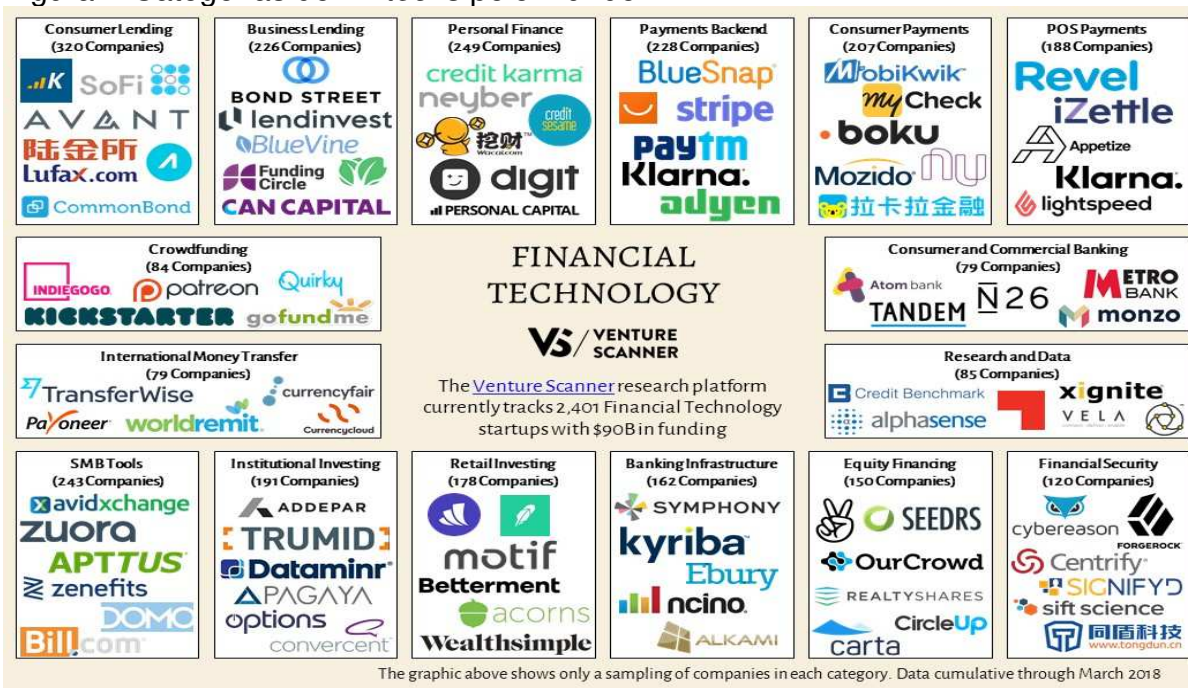 Consumer Lending
(320 Companies)
K
SoFi
AVANT
陆金所
Lufax.com
CommonBond
Business Lending
(226 Companies)
BOND STREET
lendinvest
BlueVine
Funding
Circle
CAN CAPITAL
Personal Finance
(249 Companies)
credit karma
neyber
credit
sesame
挖财™
Wacai.com
digit
PERSONAL CAPITAL
Payments Backend
(228 Companies)
BlueSnap
stripe
paytm
Klarna.
adyen
Consumer Payments
(207 Companies)
MobiKwik
my Check
boku
Mozido
nu
拉卡拉金融
POS Payments
(188 Companies)
Revel
iZettle
Appetize
Klarna.
lightspeed
Crowdfunding
(84 Companies)
INDIEGOGO
patreon
Quirky
KICKSTARTER
gofundme
FINANCIAL
TECHNOLOGY
VS/ VENTURE
SCANNER
The Venture Scanner research platform
currently tracks 2,401 Financial Technology
startups with $90B in funding
Consumer and Commercial Banking
(79 Companies)
Atom bank
TANDEM
N26
METRO
BANK
monzo
International Money Transfer
(79 Companies)
TransferWise
currencyfair
Payoneer
worldremit
Currencycloud
Research and Data
(85 Companies)
Credit Benchmark
alphasense
xignite
VELA
SMB Tools
(243 Companies)
avidxchange
zuora
APTTUS
zenefits
DOMO
Bill.com
Institutional Investing
(191 Companies)
ADDEPAR
TRUMID
Dataminr
PAGAYA
options
convercent
Retail Investing
(178 Companies)
motif
Betterment
acorns
Wealthsimple
Banking Infrastructure
(162 Companies)
SYMPHONY
kyriba
Ebury
ncino.
ALKAMI
Equity Financing
(150 Companies)
SEEDRS
OurCrowd
REALTYSHARES
CircleUp
carta
Financial Security
(120 Companies)
cybereason
FORGEROCK
Centrify
SIGNIFYD
sift science
同盾科技
www.tongdun.cn
The graphic above shows only a sampling of companies in each category. Data cumulative through March 2018